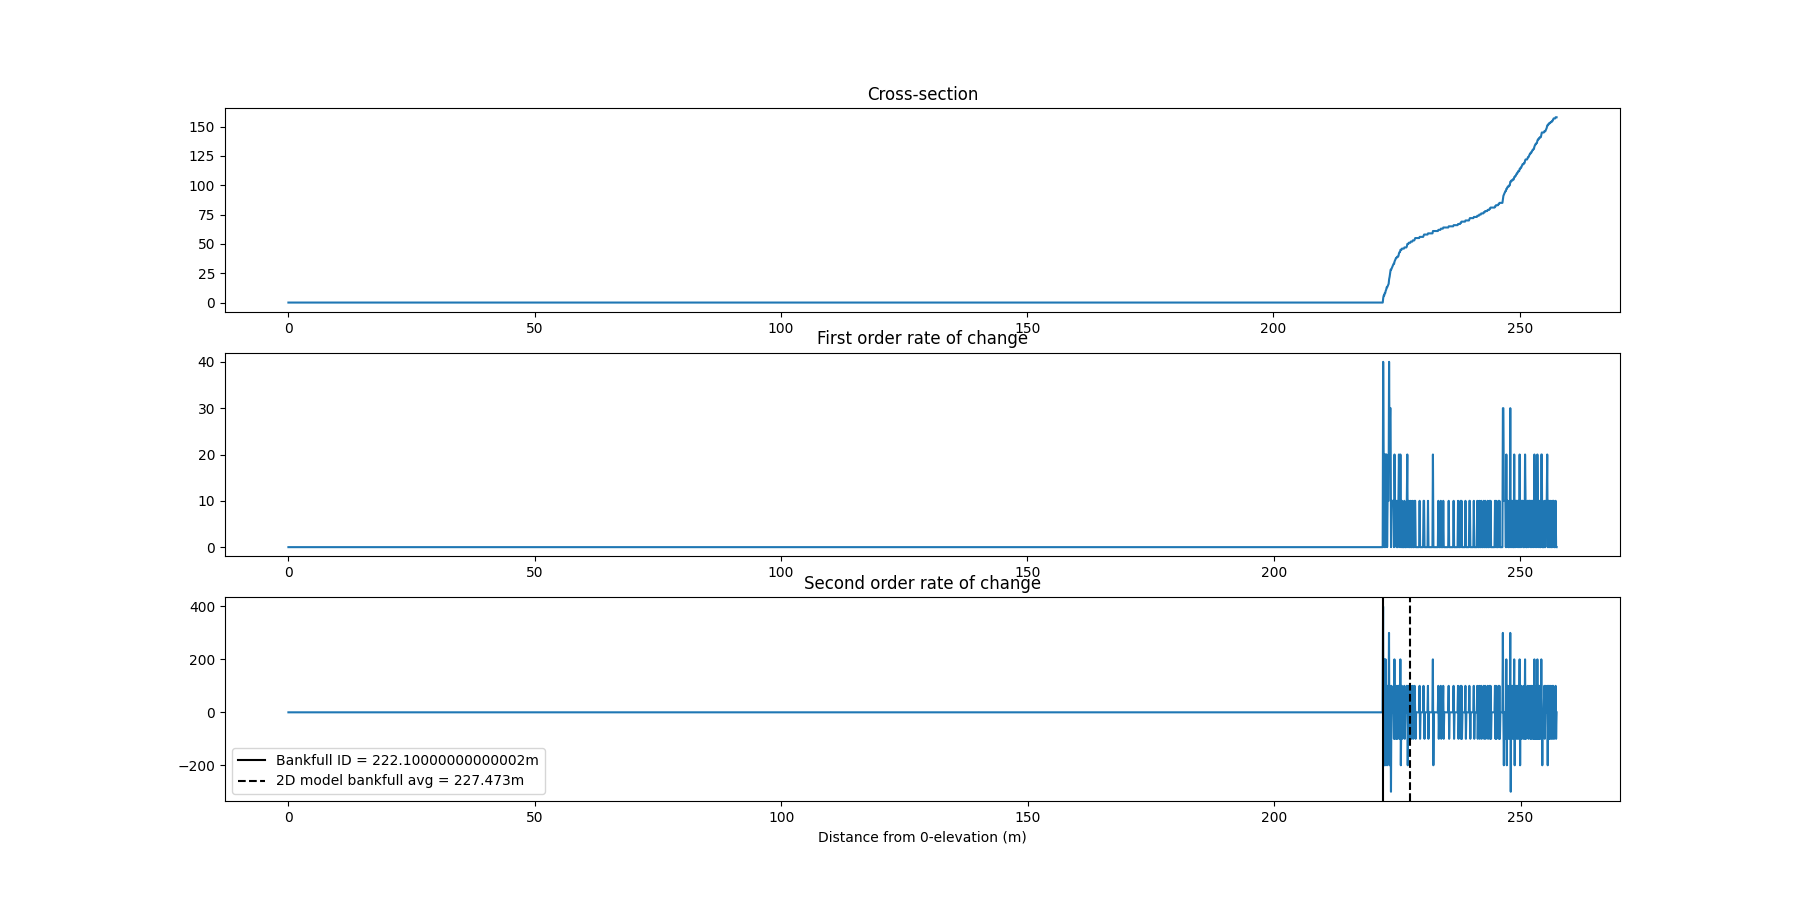 Cross-section
150
125
100
75
50
25
0
0 50 100 150 200 250
First order rate of change
40
30
20
10
0
0 50 100 150 200 250
Second order rate of change
400
200
0
−200
Bankfull ID = 222.10000000000002m
2D model bankfull avg = 227.473m
0 50 100 150 200 250
Distance from 0-elevation (m)